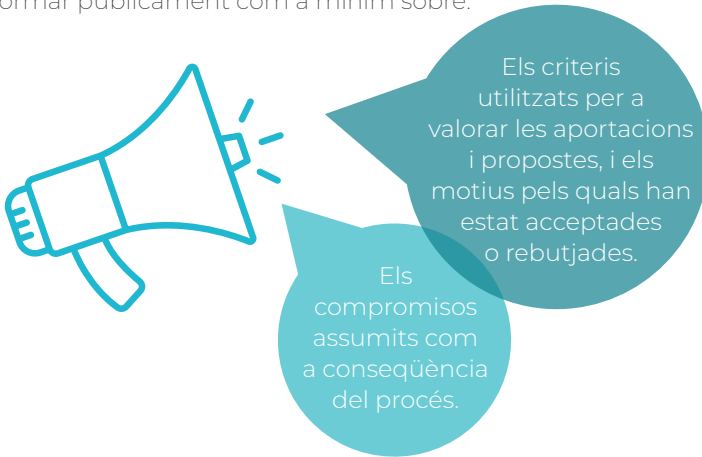 ormar públicament com a mínim sobre:
Els criteris
utilitzats per a
valorar les aportacions
i propostes, i els
motius pels quals han
estat acceptades
o rebutjades.
Els
compromisos
assumits com
a conseqüència
del procés.